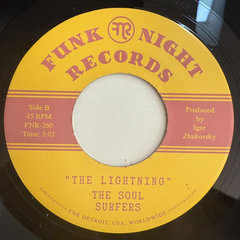 FUNK NIGHT
RECORDS
Side B
45 RPM
FNR-260
Time: 3:02
Produced by
Igor
Zhukovsky
"THE LIGHTNING"
THE SOUL
SURFERS
FNR DETROIT, USA, WORLDWIDE